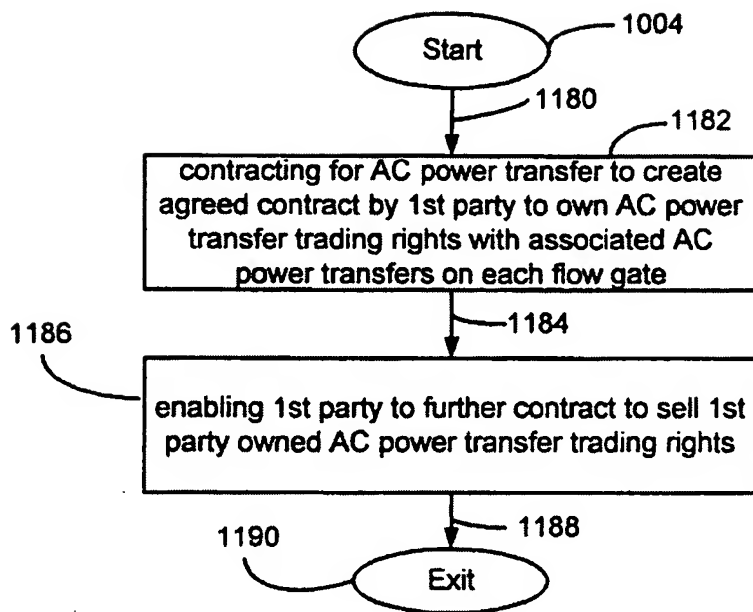 Start
1004
1180
1182
contracting for AC power transfer to create
agreed contract by 1st party to own AC power
transfer trading rights with associated AC
power transfers on each flow gate
1184
1186
enabling 1st party to further contract to sell 1st
party owned AC power transfer trading rights
1188
1190
Exit